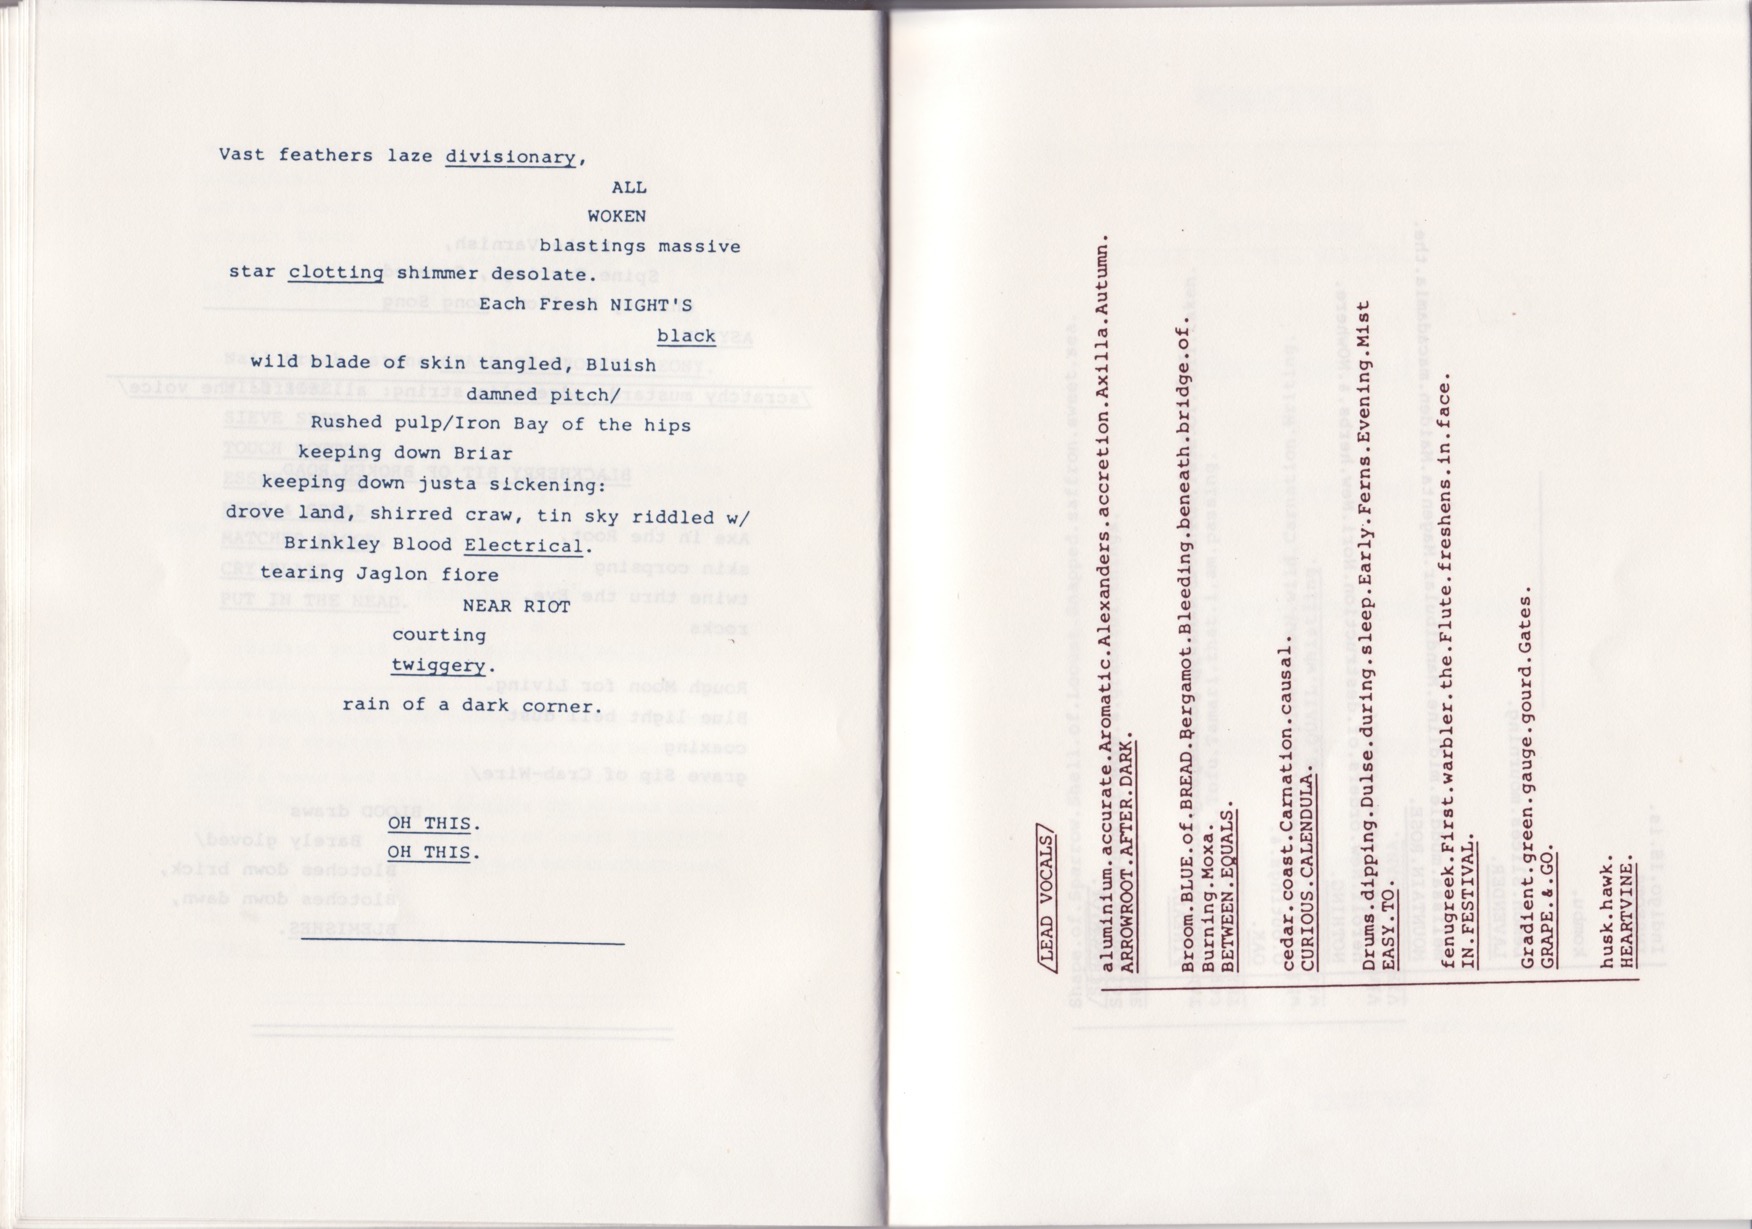 Vast feathers laze divisionary,
ALL
WOKEN
blastings massive
star clotting shimmer desolate.
Each Fresh NIGHT'S
black
wild blade of skin tangled, Bluish
damned pitch/
Rushed pulp/Iron Bay of the hips
keeping down Briar
keeping down justa sickening:
drove land, shirred craw, tin sky riddled w/
Brinkley Blood Electrical.
tearing Jaglon fiore
NEAR RIOT
courting
twiggery.
rain of a dark corner.
OH THIS.
OH THIS.
/LEAD VOCALS/
aluminium.accurate.Aromatic.Alexanders.accretion.Axilla.Autumn.
ARROWROOT.AFTER.DARK.
Broom.BLUE.of.BREAD.Bergamot.Bleeding.beneath.bridge.of.
Burning.Moxa.
BETWEEN.EQUALS.
cedar.coast.Carnation.causal.
CURIOUS.CALENDULA.
Drums.dipping.Dulse.during.sleep.Early.Ferns.Evening.Mist
EASY.TO.
fenugreek.First.warbler.the.Flute.freshens.in.face.
IN.FESTIVAL.
Gradient.green.gauge.gourd.Gates.
GRAPE.&.GO.
husk.hawk.
HEARTVINE.